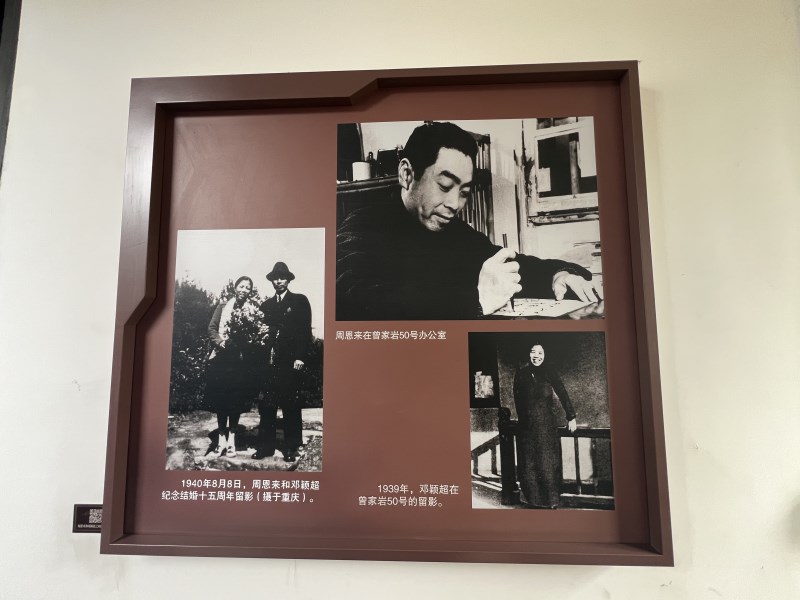 周恩来在曾家岩50号办公室
1940年8月8日，周恩来和邓颖超
纪念结婚十五周年留影（摄于重庆）。
1939年，邓颖超在
曾家岩50号的留影。